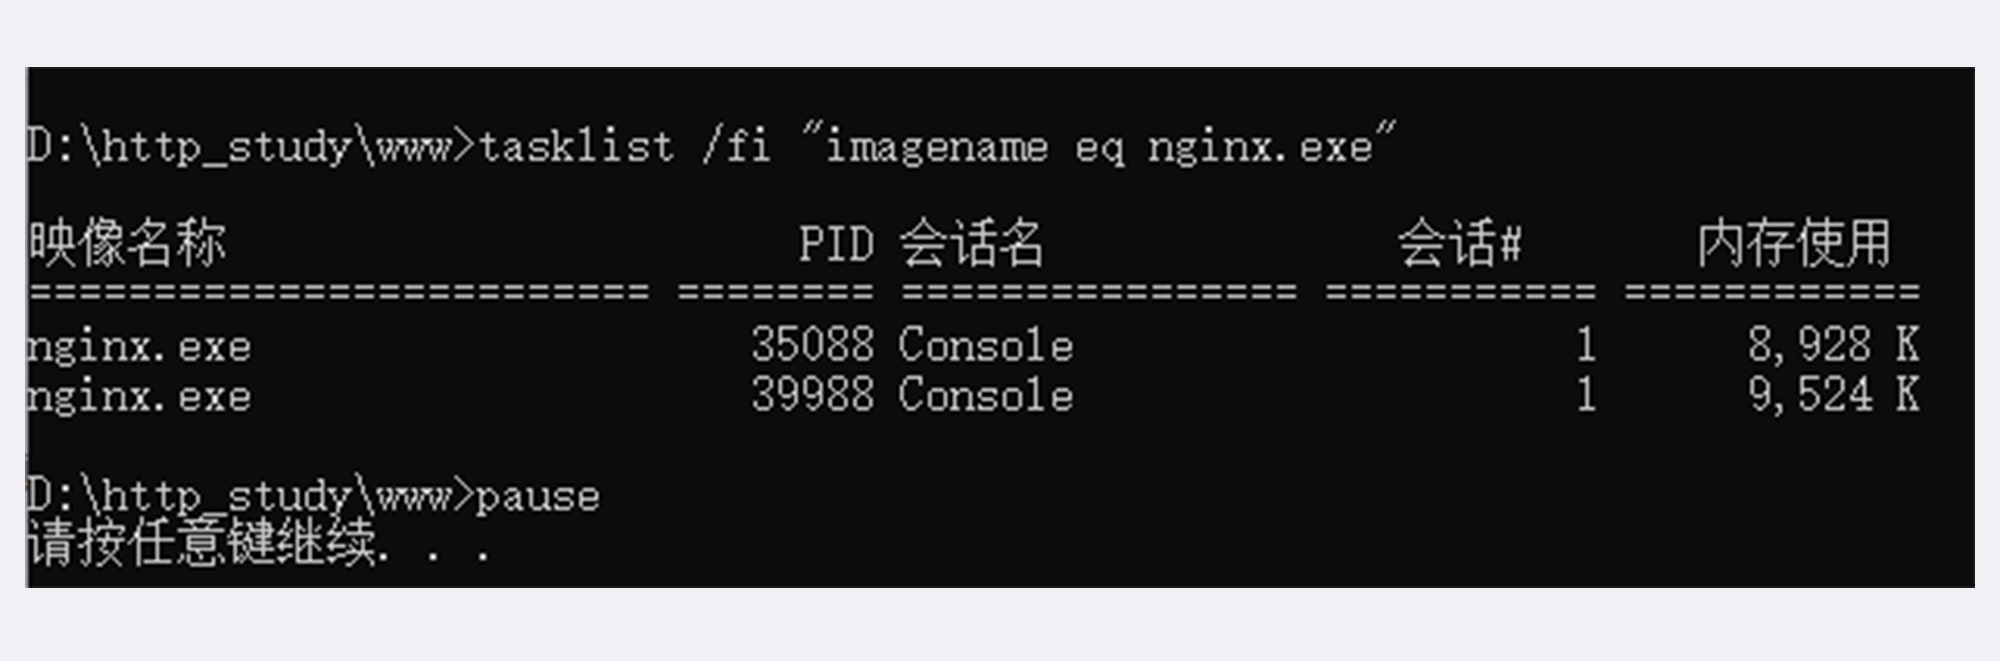 D:\http_study\www>tasklist /fi "imagename eq nginx.exe"
映像名称                       PID 会话名              会话#       内存使用
========================= ======== ================ =========== ============
nginx.exe                    35088 Console                    1      8,928 K
nginx.exe                    39988 Console                    1      9,524 K
D:\http_study\www>pause
请按任意键继续. . .